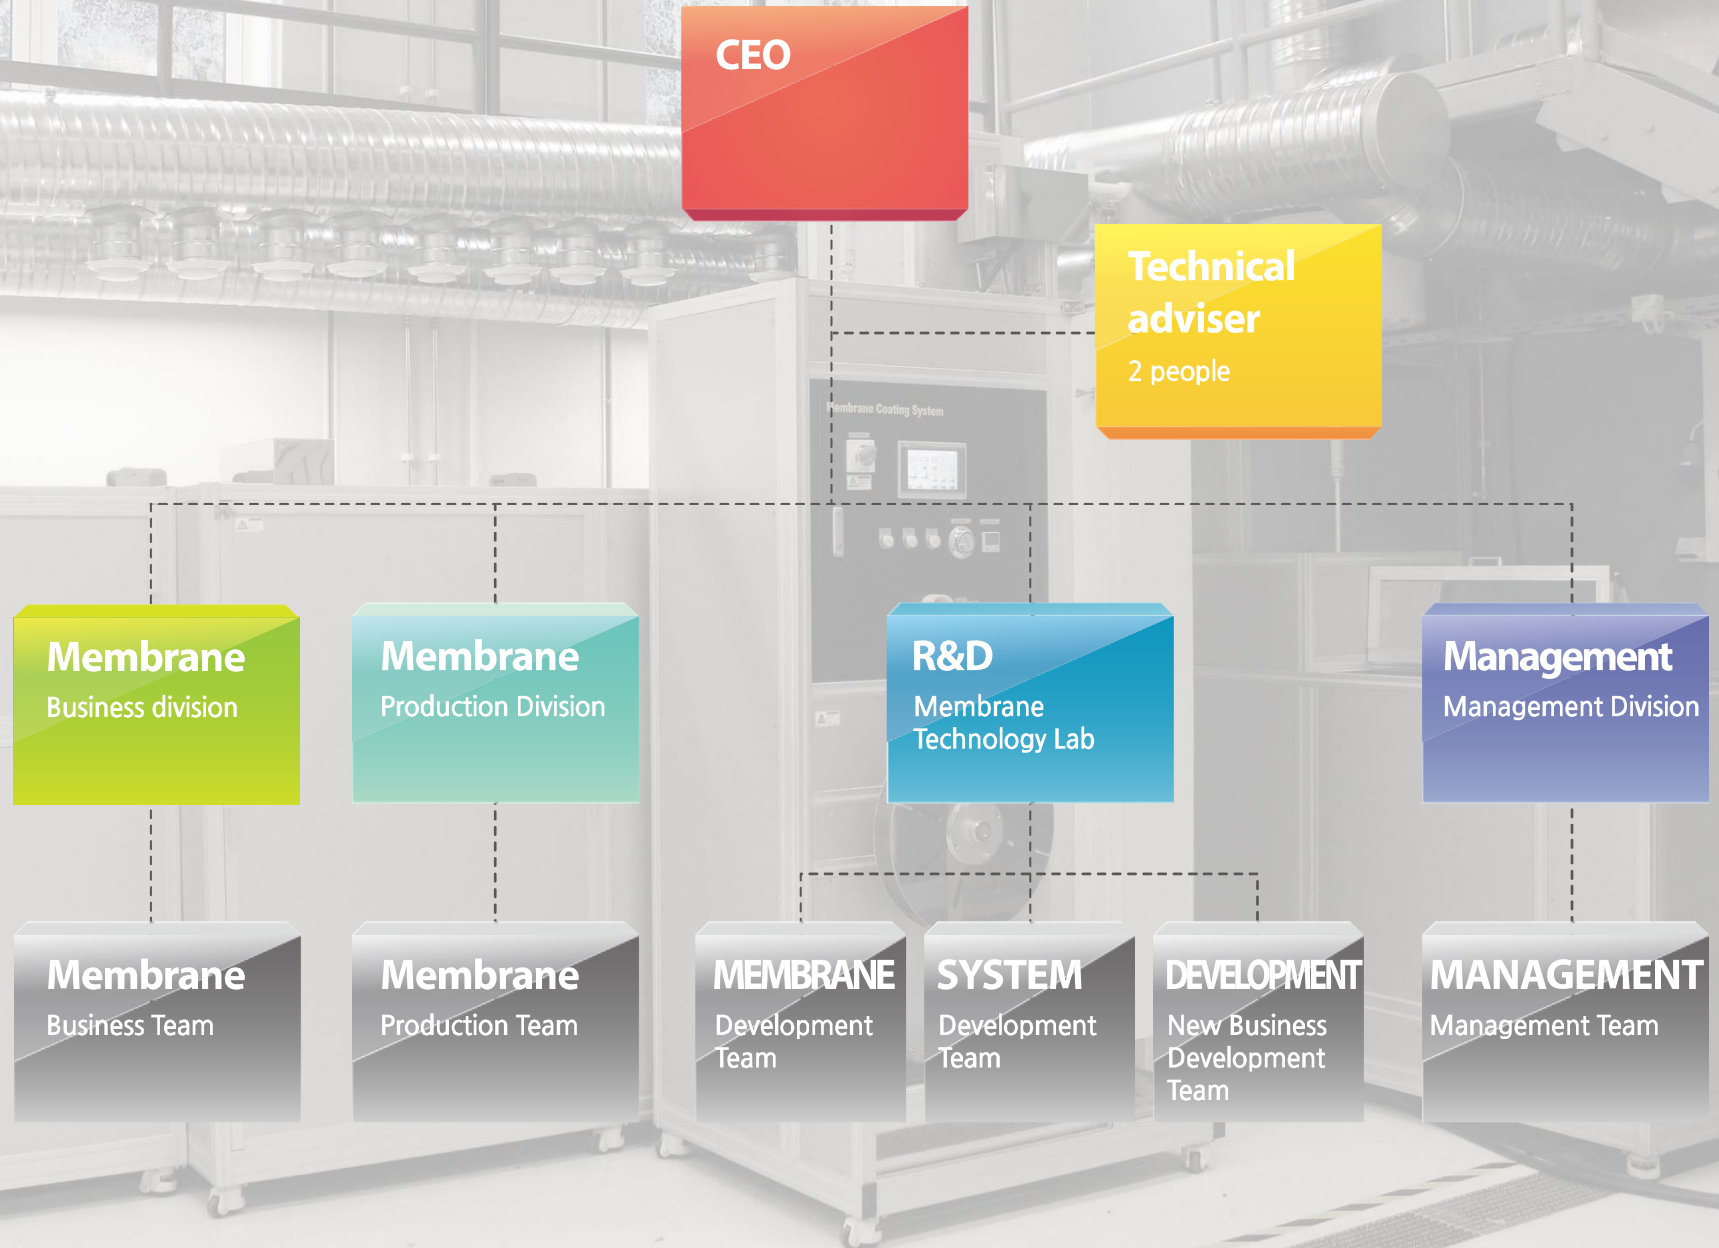 CEO
Technical
adviser
2 people
Membrane Coating System
Membrane
Business division
Membrane
Production Division
R&D
Membrane
Technology Lab
Management
Management Division
Membrane
Business Team
Membrane
Production Team
MEMBRANE
Development
Team
SYSTEM
Development
Team
DEVELOPMENT
New Business
Development
Team
MANAGEMENT
Management Team